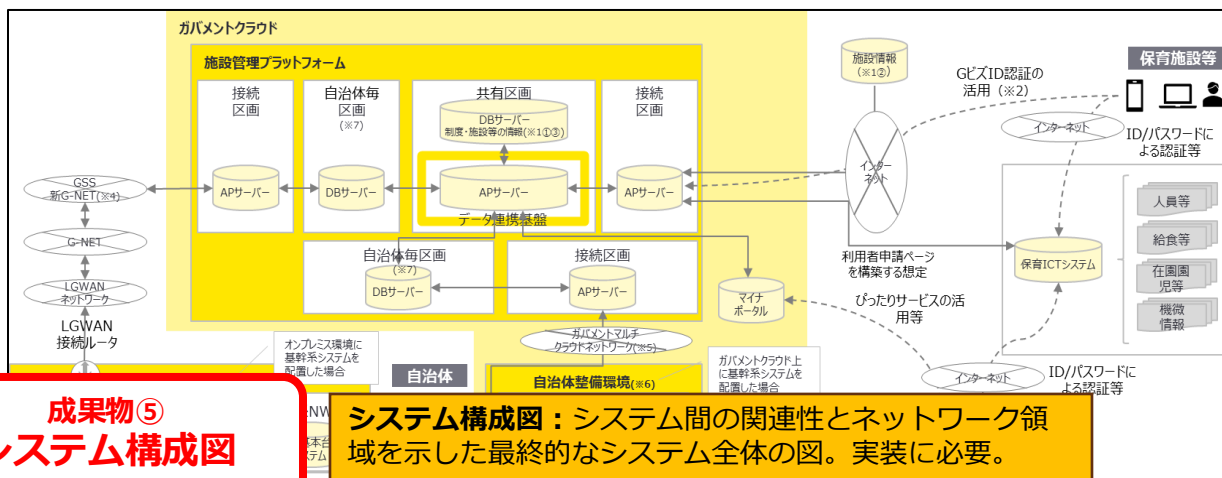 ガバメントクラウド
施設管理プラットフォーム
接続
区画
自治体毎
区画
(※7)
共有区画
DBサーバー
制度・施設等の情報(※1①③)
接続
区画
APサーバー
DBサーバー
APサーバー
APサーバー
データ連携基盤
自治体毎区画
(※7)
DBサーバー
接続区画
APサーバー
GSS
新G-NET(※4)
G-NET
LGWAN
ネットワーク
LGWAN
接続ルータ
施設情報
(※1②)
インター
ネット
GビズID認証の
活用（※2）
保育施設等
インターネット
ID/パスワードに
よる認証等
利用者申請ページ
を構築する想定
保育ICTシステム
人員等
給食等
在園園
児等
機微
情報
マイナ
ポータル
ぴったりサービスの活
用等
インターネット
ID/パスワードに
よる認証等
ガバメントマルチ
クラウドネットワーク(※5)
オンプレミス環境に
基幹系システムを
配置した場合
自治体
自治体整備環境(※6)
ガバメントクラウド上
に基幹系システムを
配置した場合
成果物⑤
システム構成図
システム構成図：システム間の関連性とネットワーク領
域を示した最終的なシステム全体の図。実装に必要。